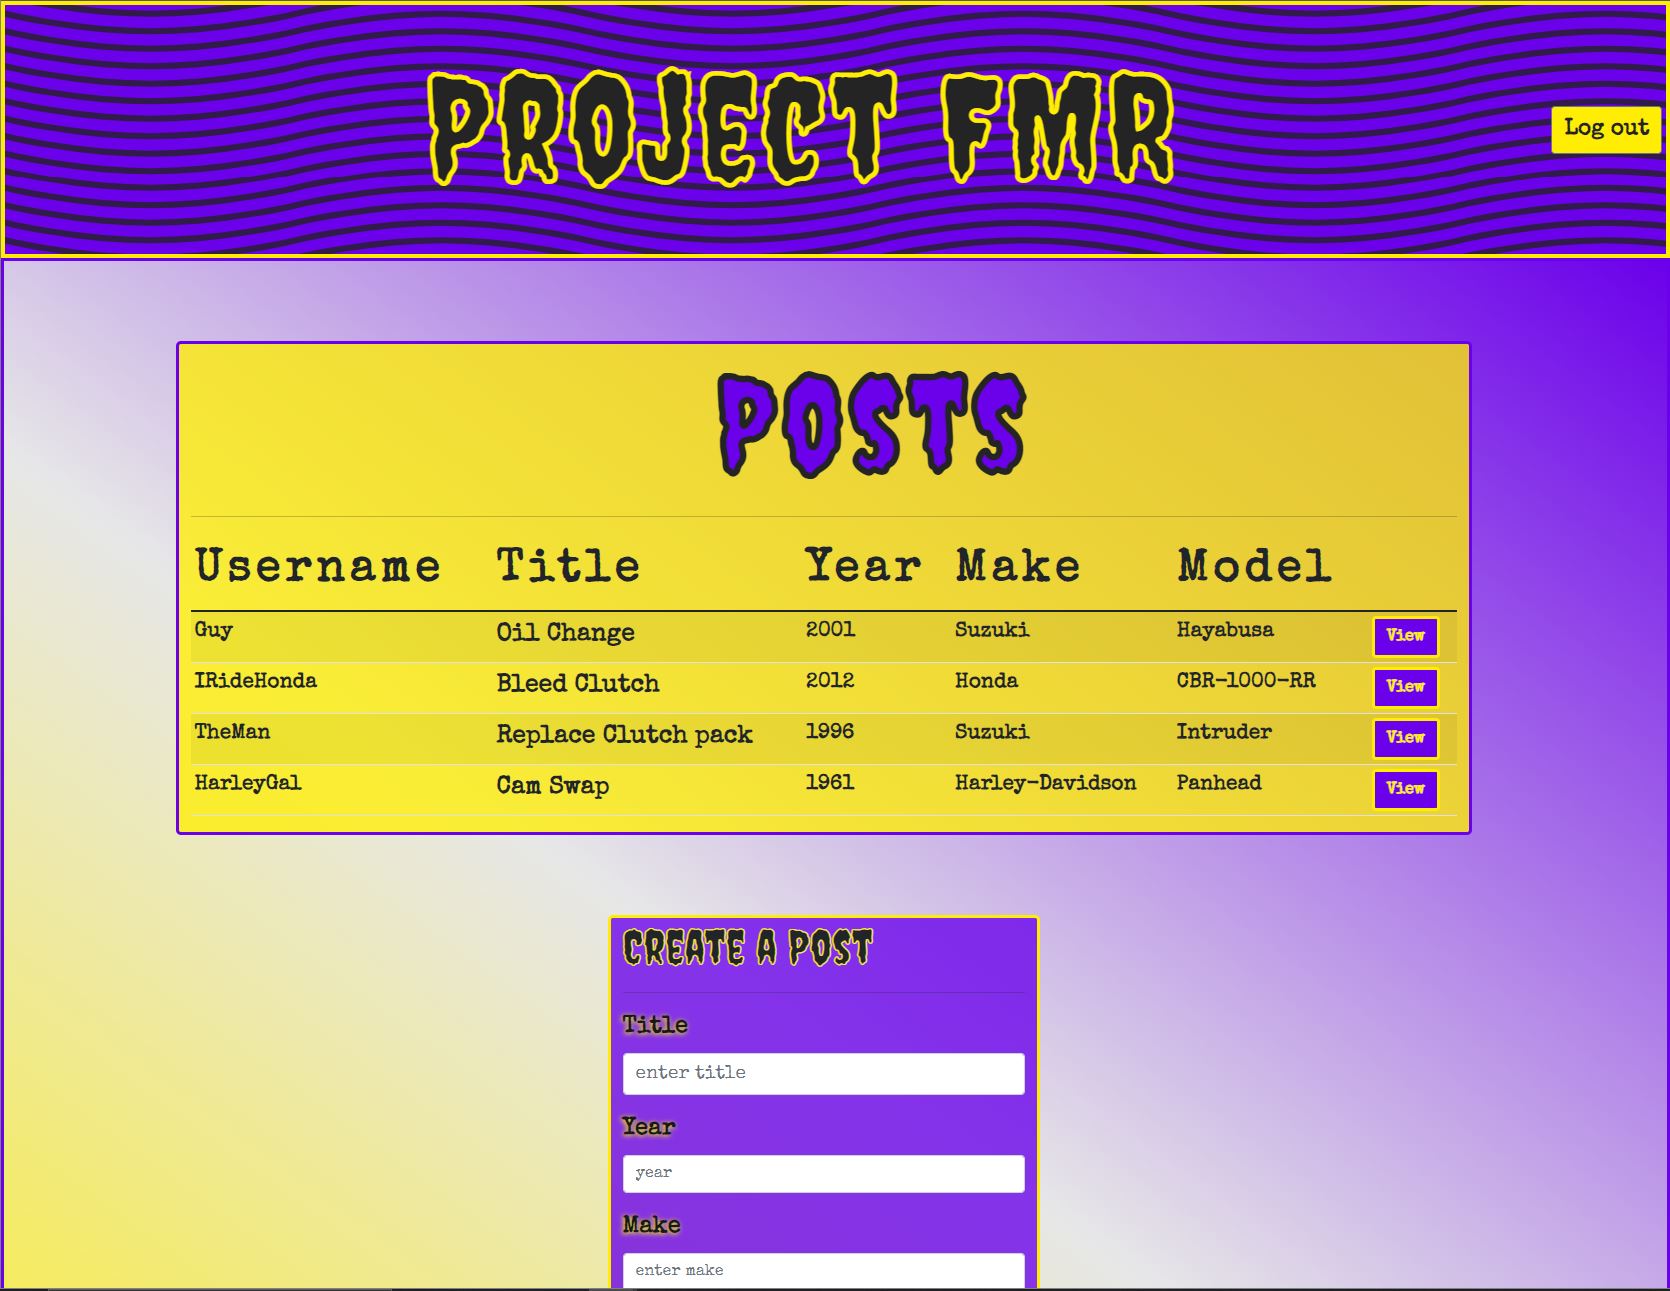 PROJECT FMR
Log out
POSTS
Username Title Year Make Model
Guy Oil Change 2001 Suzuki Hayabusa View
IRideHonda Bleed Clutch 2012 Honda CBR-1000-RR View
TheMan Replace Clutch pack 1996 Suzuki Intruder View
HarleyGal Cam Swap 1961 Harley-Davidson Panhead View
CREATE A POST
Title
enter title
Year
year
Make
enter make